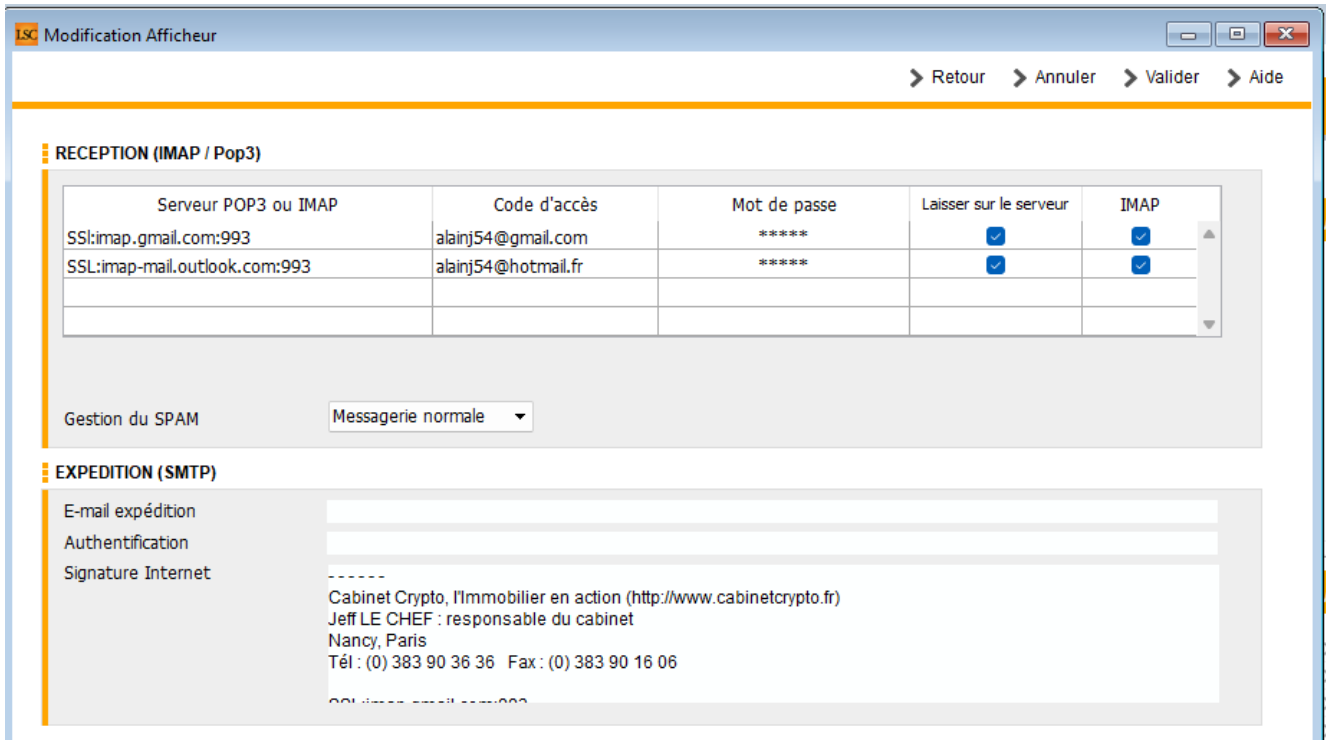 LSC Modification Afficheur
Retour Annuler Valider Aide
RECEPTION (IMAP / Pop3)
Serveur POP3 ou IMAP Code d'accès Mot de passe Laisser sur le serveur IMAP
SSl:imap.gmail.com:993 alainj54@gmail.com *****
SSL:imap-mail.outlook.com:993 alainj54@hotmail.fr *****
Gestion du SPAM Messagerie normale
EXPEDITION (SMTP)
E-mail expédition
Authentification
Signature Internet
------
Cabinet Crypto, l'Immobilier en action (http://www.cabinetcrypto.fr)
Jeff LE CHEF : responsable du cabinet
Nancy, Paris
Tél : (0) 383 90 36 36 Fax : (0) 383 90 16 06